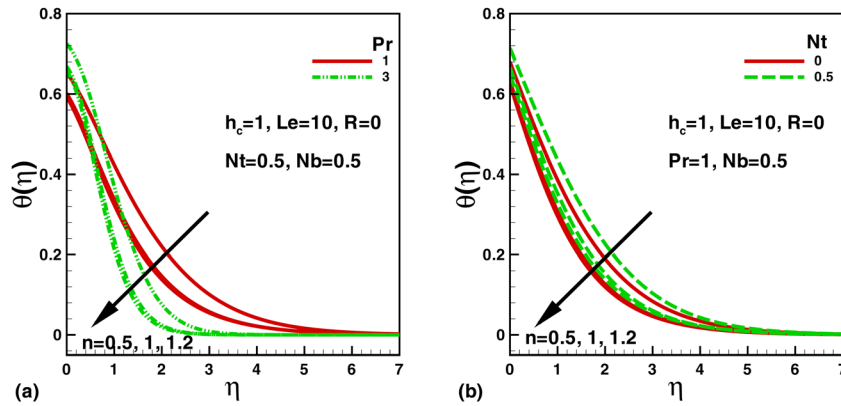 0.8
0.6
0.4
0.2
0
θ(η)
Pr
1
3
h_c=1, Le=10, R=0
Nt=0.5, Nb=0.5
n=0.5, 1, 1.2
0 1 2 3 4 5 6 7
(a)
η
0.8
0.6
0.4
0.2
0
θ(η)
Nt
0
0.5
h_c=1, Le=10, R=0
Pr=1, Nb=0.5
n=0.5, 1, 1.2
0 1 2 3 4 5 6 7
(b)
η